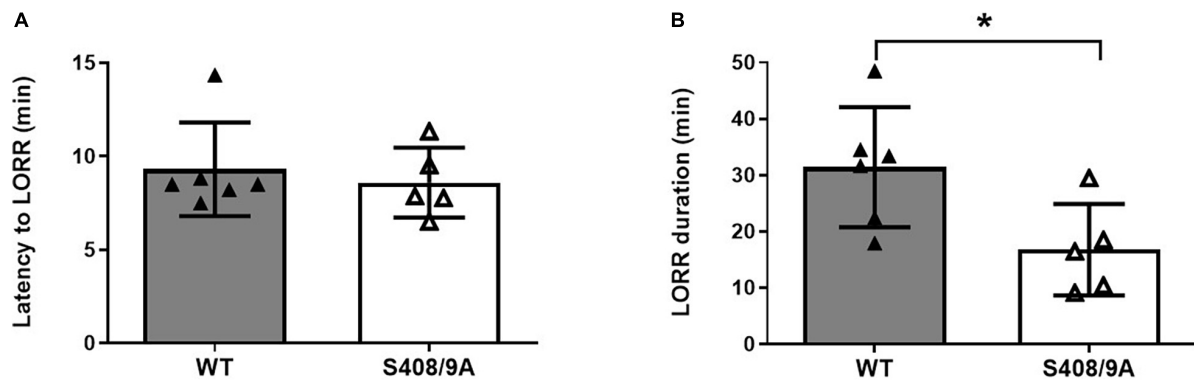 A
Latency to LORR (min)
15
10
5
0
WT S408/9A
B
*
LORR duration (min)
50
40
30
20
10
0
WT S408/9A